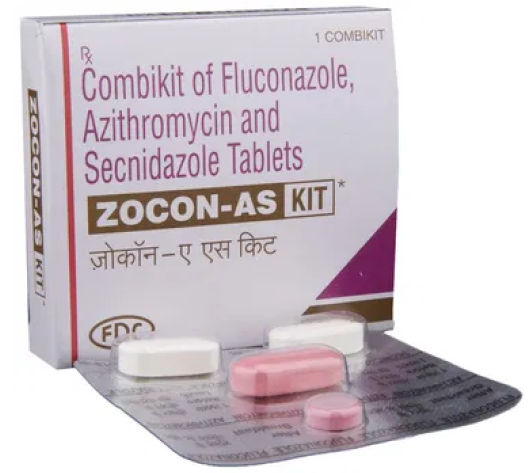 1 COMBIKIT
Rx
Combikit of Fluconazole,
Azithromycin and
Secnidazole Tablets
ZOCON-AS KIT*
ज़ोकॉन-ए एस किट
FDC
ZOCON-AS KIT